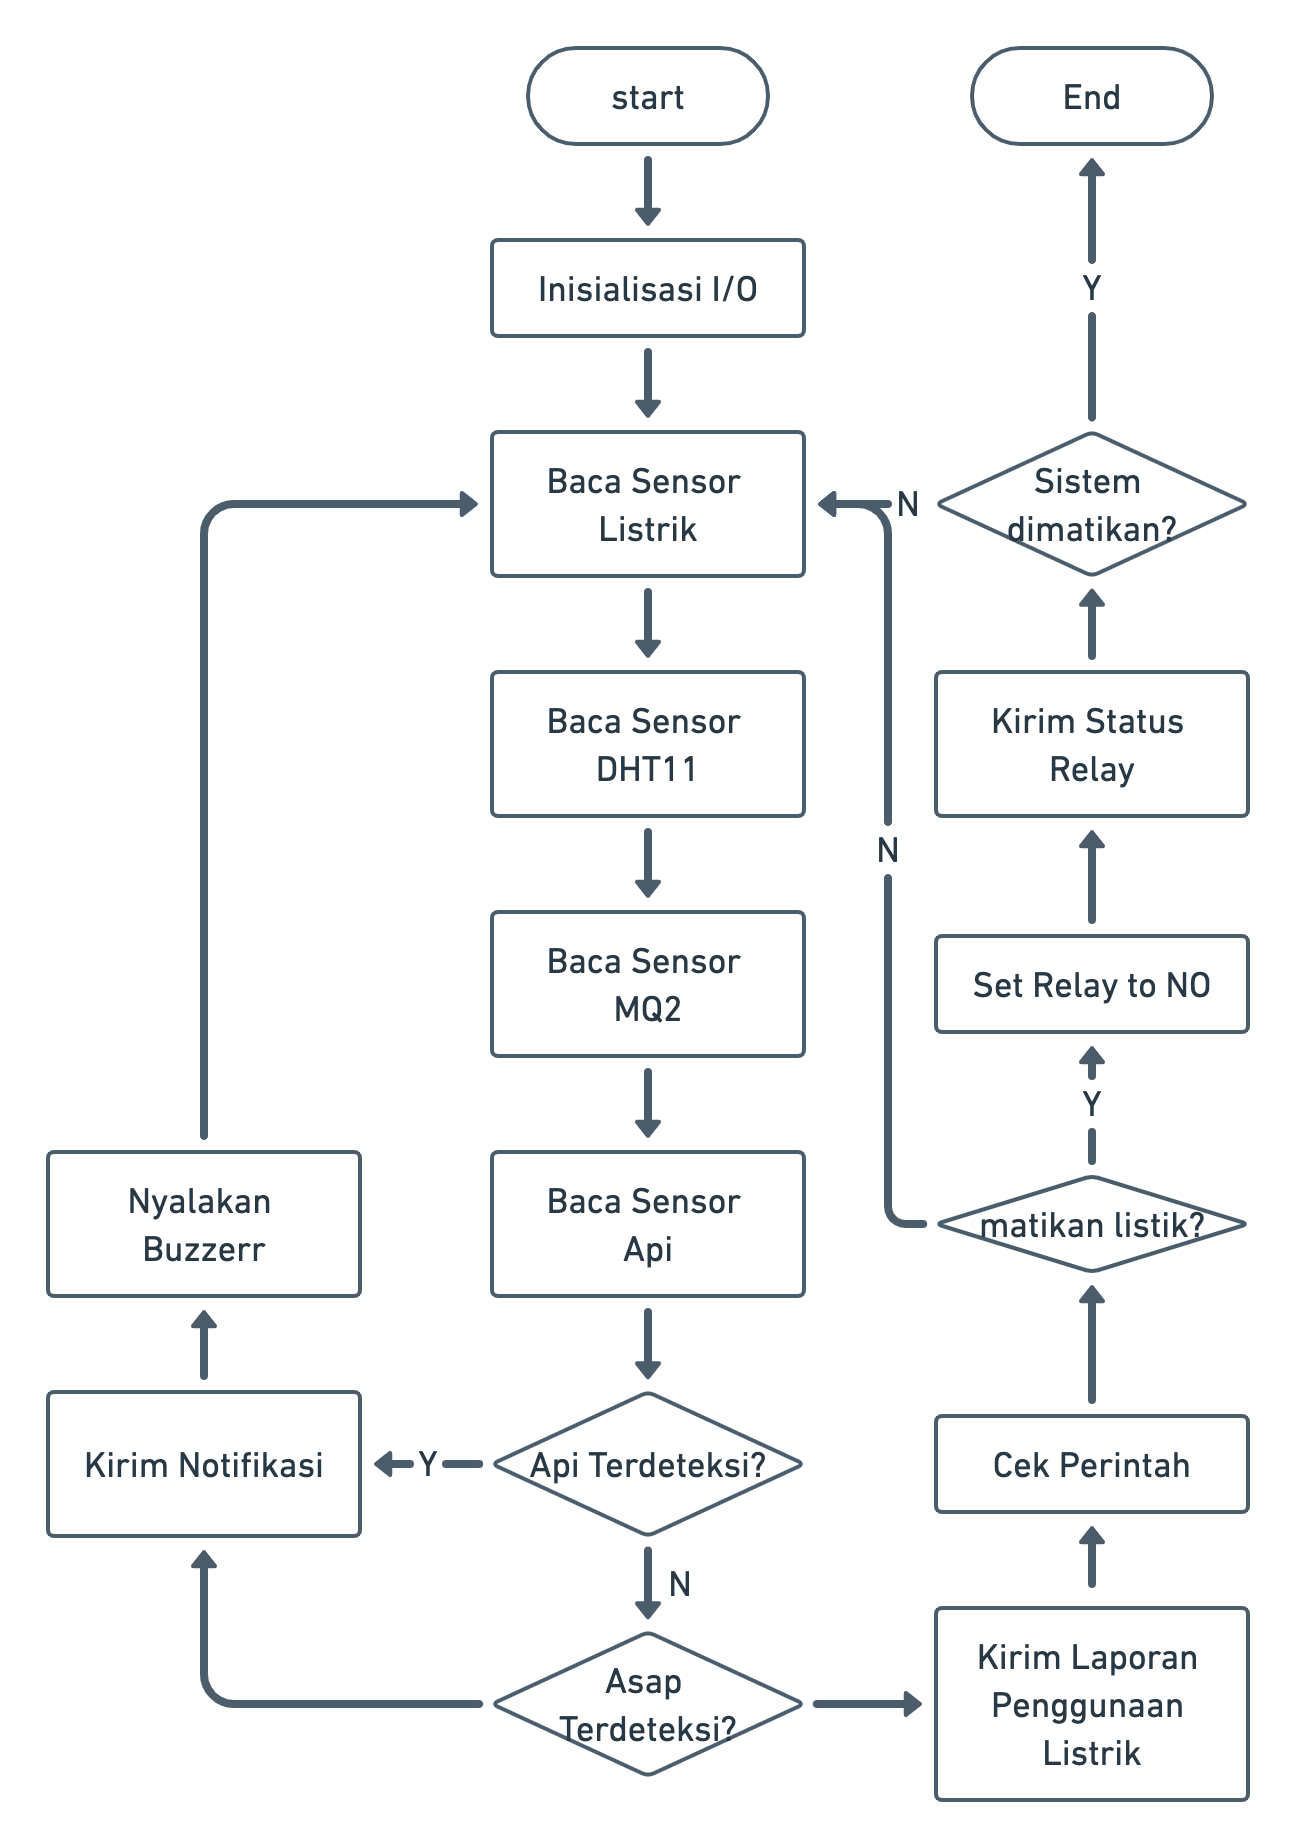 start
End
Inisialisasi I/O
Y
Baca Sensor
Listrik
N
Sistem
dimatikan?
Baca Sensor
DHT11
Kirim Status
Relay
N
Baca Sensor
MQ2
Set Relay to NO
Y
Nyalakan
Buzzerr
Baca Sensor
Api
matikan listik?
Kirim Notifikasi
Y
Api Terdeteksi?
Cek Perintah
N
Asap
Terdeteksi?
Kirim Laporan
Penggunaan
Listrik